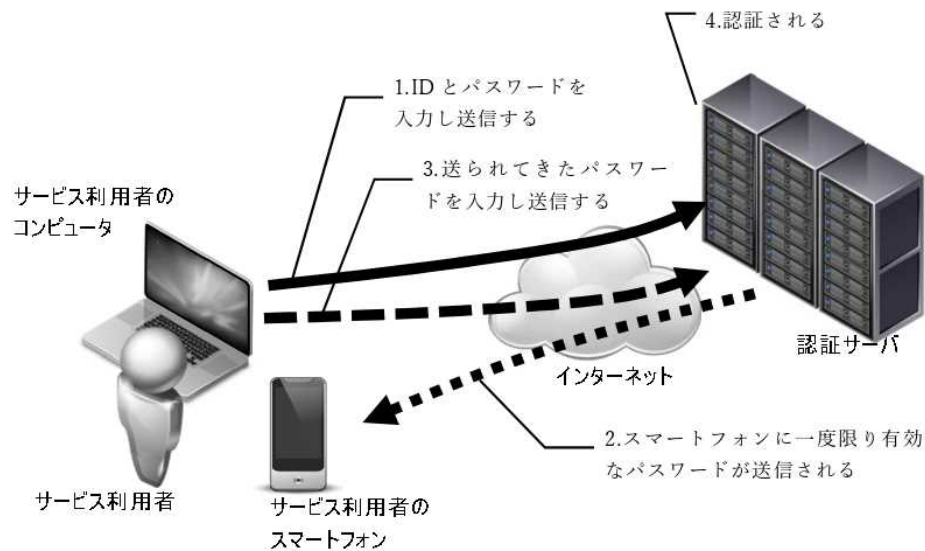 4.認証される
1.ID とパスワードを
入力し送信する
3.送られてきたパスワー
ドを入力し送信する
サービス利用者の
コンピュータ
認証サーバ
インターネット
2.スマートフォンに一度限り有効
なパスワードが送信される
サービス利用者
サービス利用者の
スマートフォン